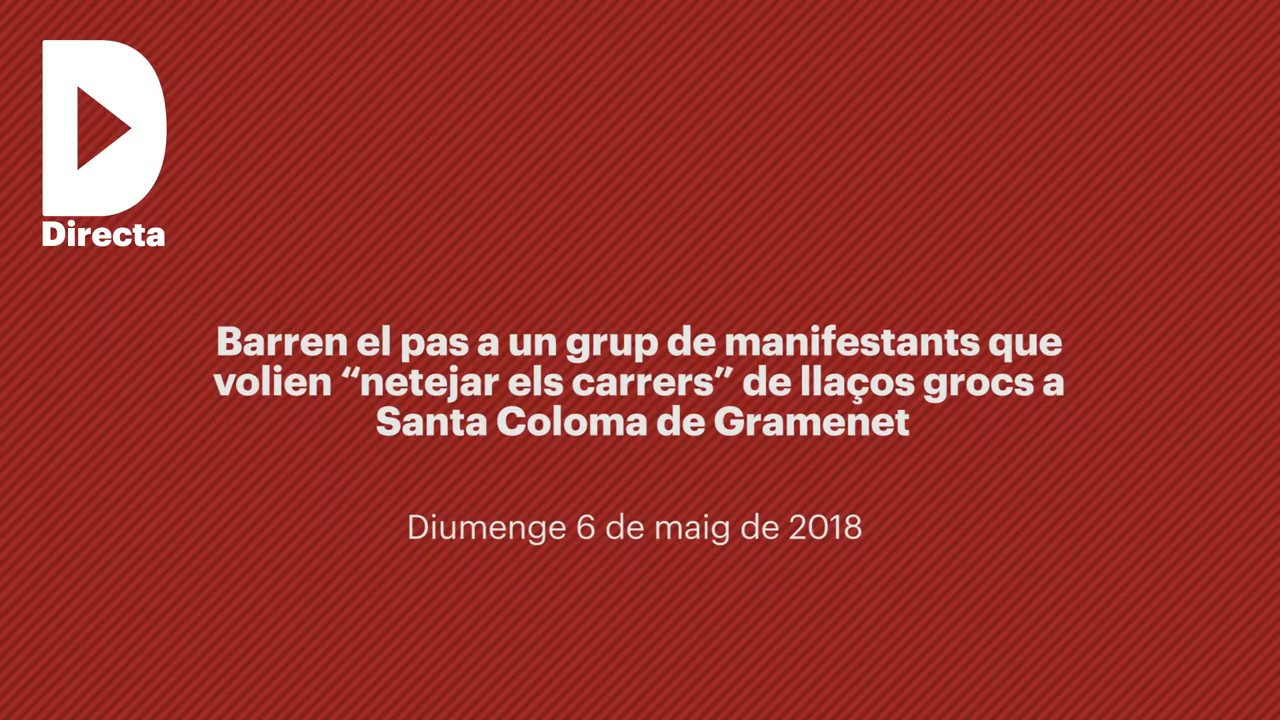 Directa
Barren el pas a un grup de manifestants que
volien “netejar els carrers” de llaços grocs a
Santa Coloma de Gramenet
Diumenge 6 de maig de 2018